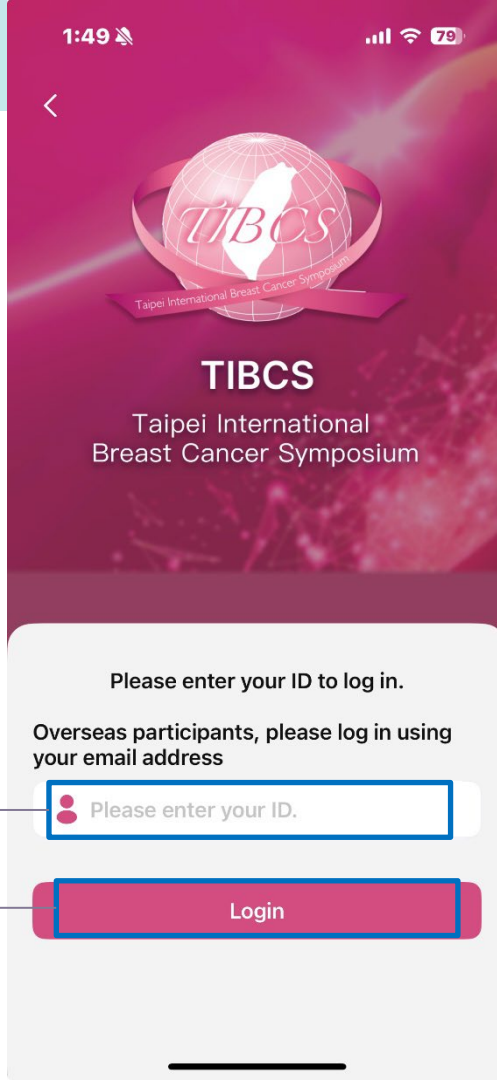 1:49
79
TIBCS
Taipei International Breast Cancer Symposium
TIBCS
Taipei International
Breast Cancer Symposium
Please enter your ID to log in.
Overseas participants, please log in using
your email address
Please enter your ID.
Login